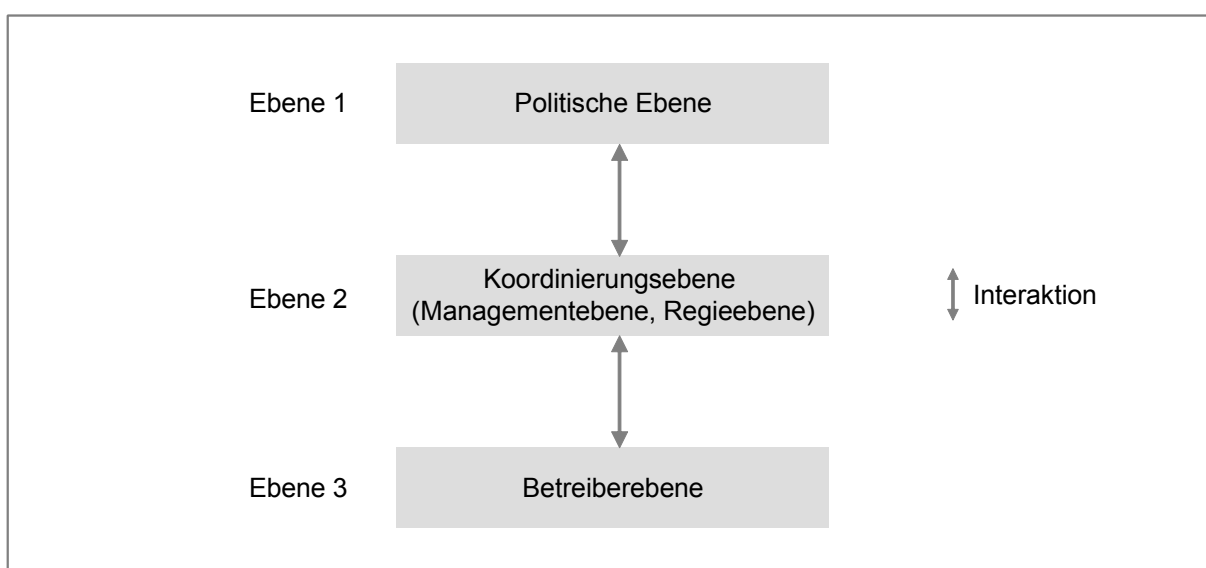 Ebene 1
Politische Ebene
Ebene 2
Koordinierungsebene
(Managementebene, Regieebene)
Interaktion
Ebene 3
Betreiberebene